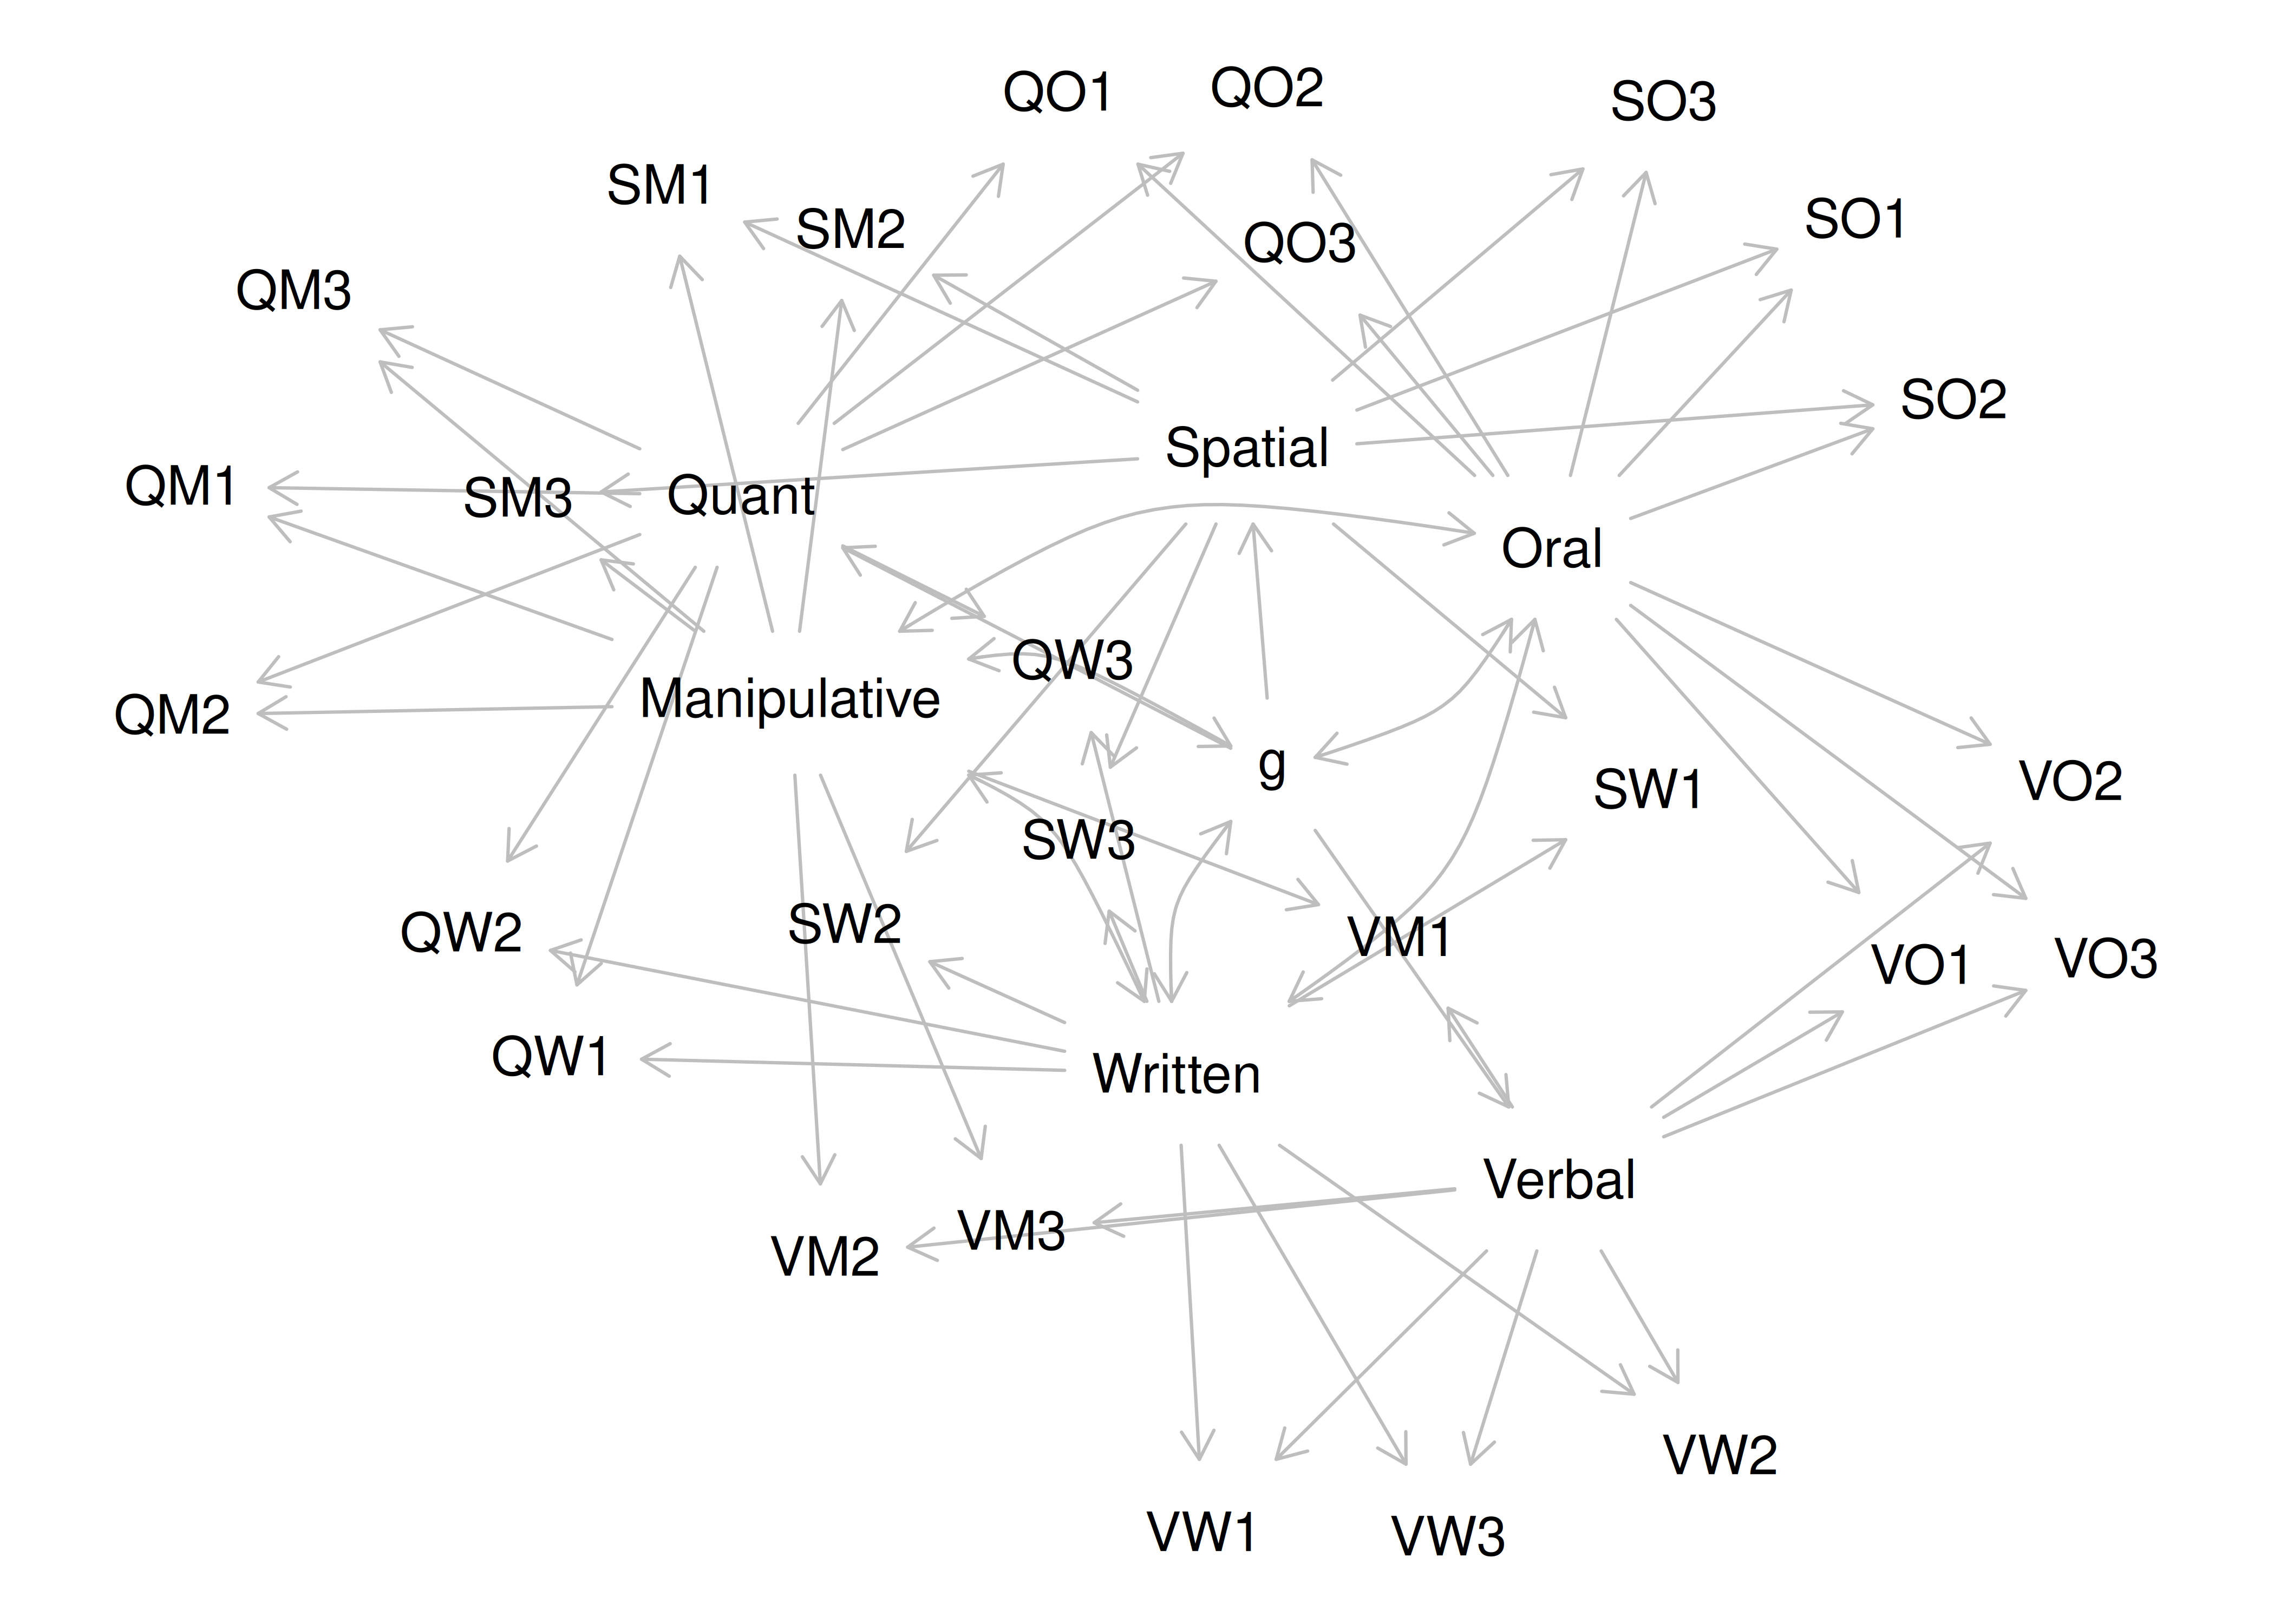 QO1
QO2
SO3
SM1
SM2
QO3
SO1
QM3
SO2
Spatial
QM1
SM3
Quant
Oral
QW3
Manipulative
QM2
g
SW1
VO2
SW3
QW2
SW2
VM1
VO1
VO3
QW1
Written
Verbal
VM3
VM2
VW2
VW1
VW3